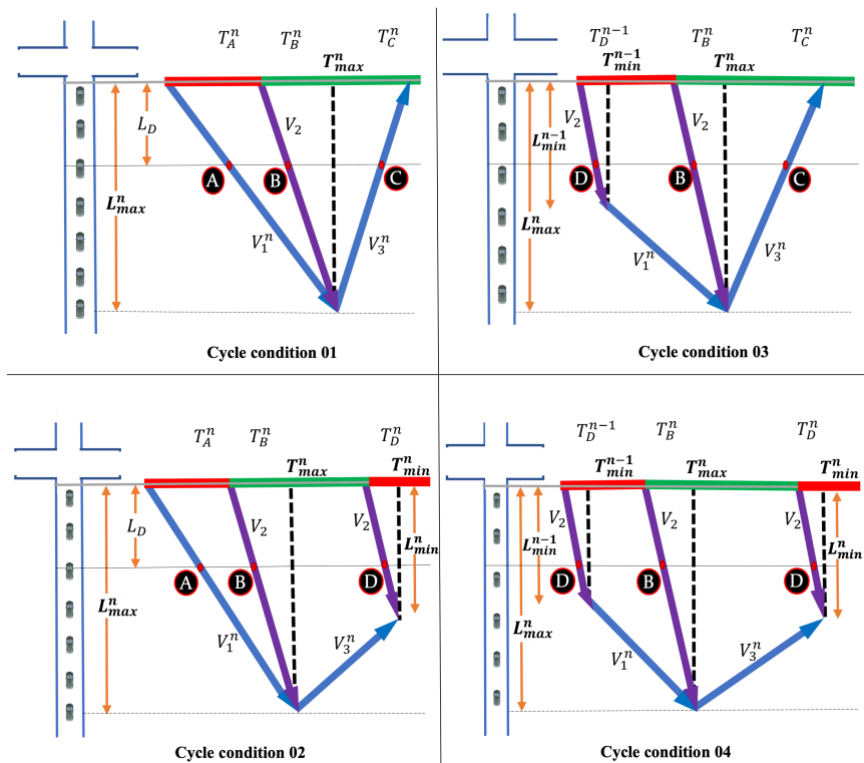 T_A^n T_B^n T_C^n
T_max^n
L_D
V_2
A B C
L_max^n
V_1^n V_3^n
Cycle condition 01
T_D^{n-1} T_B^n T_C^n
T_min^{n-1} T_max^n
V_2 V_2
L_min^{n-1}
D B C
L_max^n
V_1^n V_3^n
Cycle condition 03
T_A^n T_B^n T_D^n
T_max^n T_min^n
L_D
V_2 V_2
L_min^n
A B D
L_max^n
V_1^n V_3^n
Cycle condition 02
T_D^{n-1} T_B^n T_D^n
T_min^{n-1} T_max^n T_min^n
V_2 V_2 V_2
L_min^{n-1} L_min^n
D B D
L_max^n
V_1^n V_3^n
Cycle condition 04